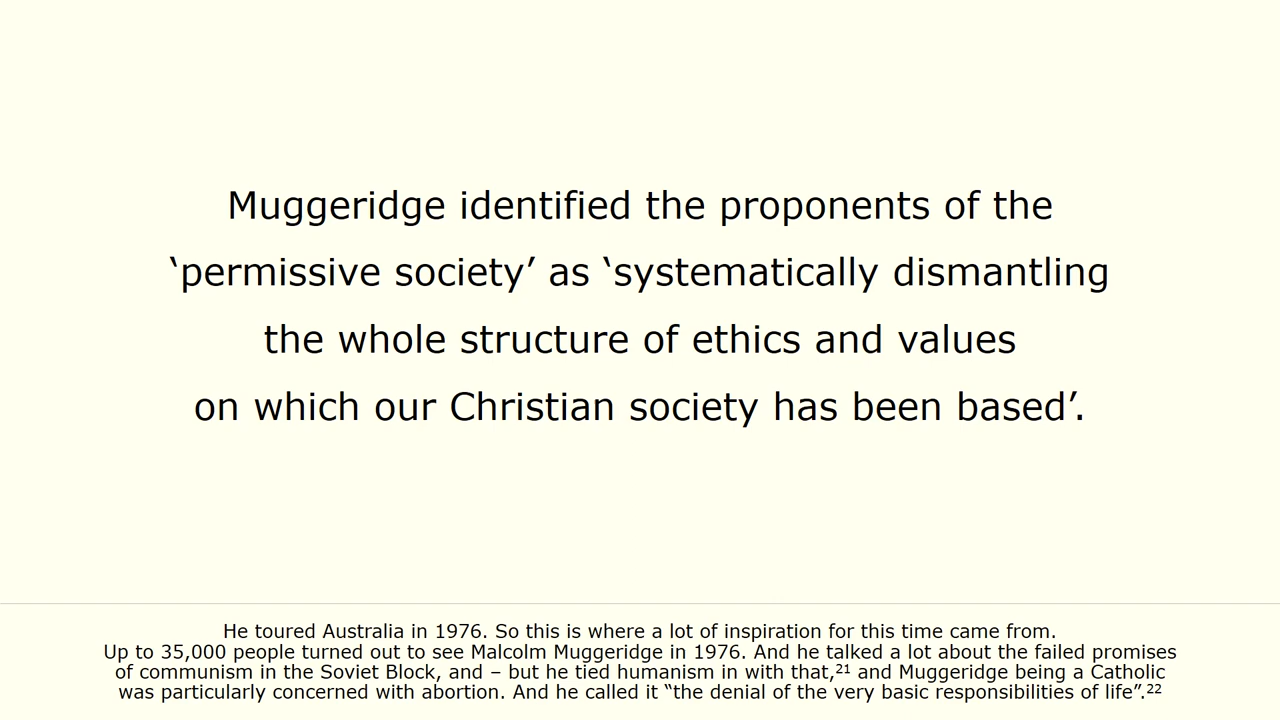 Muggeridge identified the proponents of the
‘permissive society’ as ‘systematically dismantling
the whole structure of ethics and values
on which our Christian society has been based’.
He toured Australia in 1976. So this is where a lot of inspiration for this time came from.
Up to 35,000 people turned out to see Malcolm Muggeridge in 1976. And he talked a lot about the failed promises
of communism in the Soviet Block, and – but he tied humanism in with that,²¹ and Muggeridge being a Catholic
was particularly concerned with abortion. And he called it “the denial of the very basic responsibilities of life”.²²